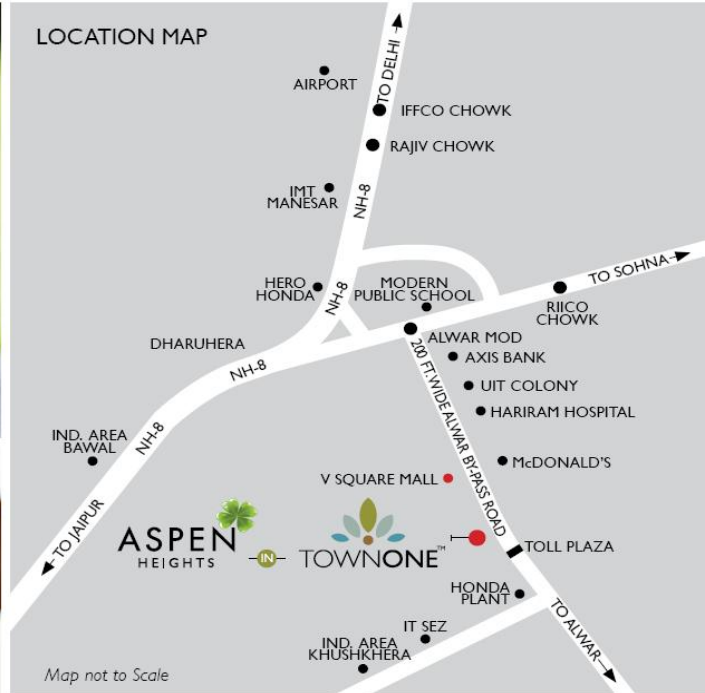 LOCATION MAP
TO DELHI
AIRPORT
IFFCO CHOWK
RAJIV CHOWK
IMT
MANESAR
NH-8
TO SOHNA
HERO
HONDA
NH-8
MODERN
PUBLIC SCHOOL
RIICO
CHOWK
ALWAR MOD
DHARUHERA
AXIS BANK
NH-8
200 FT. WIDE ALWAR BY-PASS ROAD
UIT COLONY
HARIRAM HOSPITAL
NH-8
IND. AREA
BAWAL
McDONALD'S
V SQUARE MALL
TO JAIPUR
ASPEN
HEIGHTS
IN
TOWNONE™
TOLL PLAZA
HONDA
PLANT
TO ALWAR
IT SEZ
IND. AREA
KHUSHKHERA
Map not to Scale